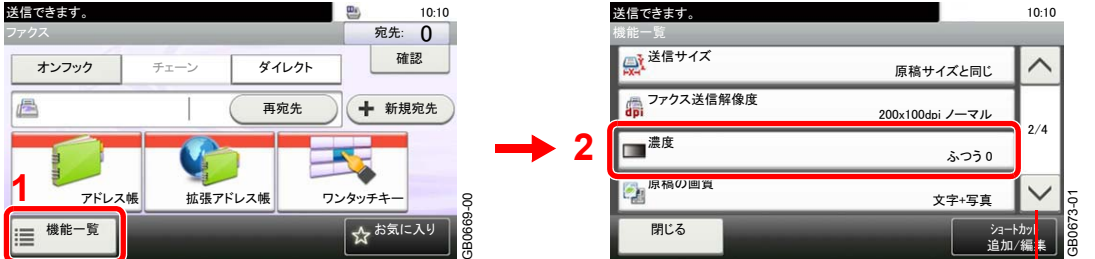 送信できます。
10:10
ファクス
宛先: 0
オンフック
チェーン
ダイレクト
確認
再宛先
+ 新規宛先
1
アドレス帳
拡張アドレス帳
ワンタッチキー
機能一覧
お気に入り
GB0669-00
2
送信できます。
10:10
機能一覧
送信サイズ
原稿サイズと同じ
dpi
ファクス送信解像度
200x100dpi ノーマル
2/4
濃度
ふつう 0
原稿の画質
文字+写真
閉じる
ショートカット
追加/編集
GB0673-01